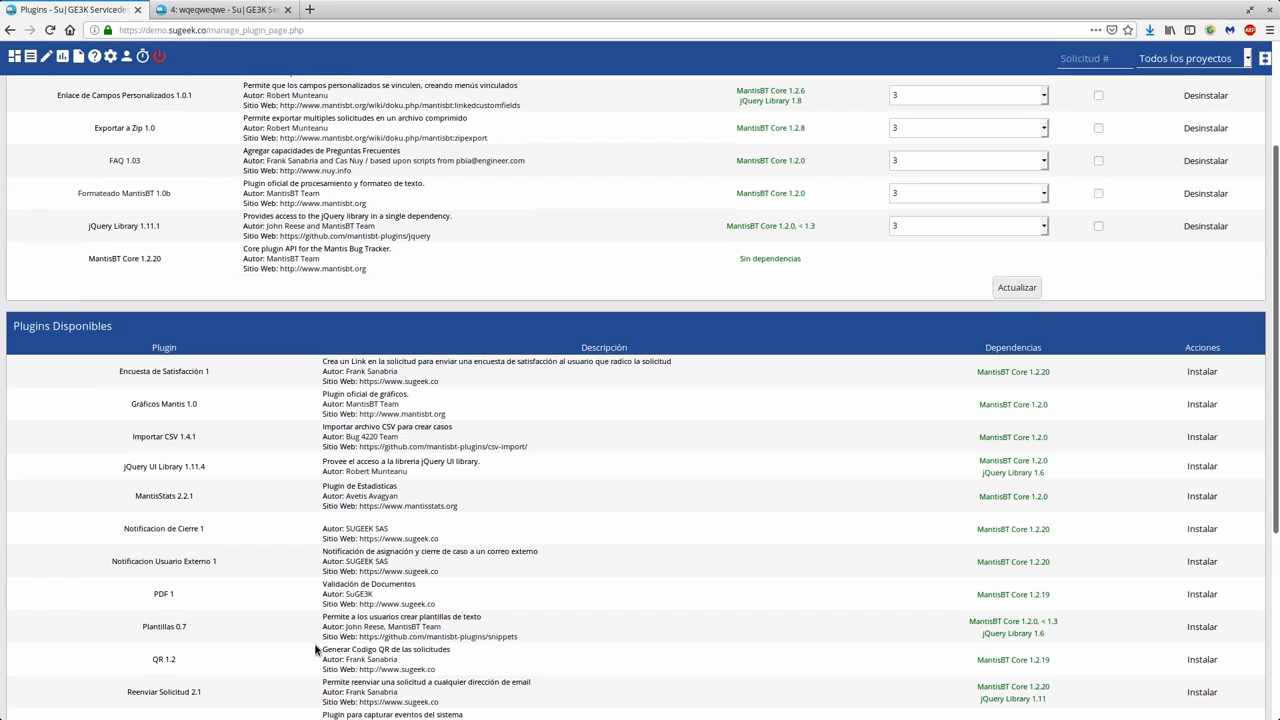 Plugins - Su|GE3K Servicedes
4: wqeqweqwe - Su|GE3K Se
https://demo.sugeek.co/manage_plugin_page.php
ABP
Solicitud #
Todos los proyectos
Enlace de Campos Personalizados 1.0.1
Permite que los campos personalizados se vinculen, creando menús vinculados
Autor: Robert Munteanu
Sitio Web: http://www.mantisbt.org/wiki/doku.php/mantisbt:linkedcustomfields
MantisBT Core 1.2.6
jQuery Library 1.8
3
Desinstalar
Exportar a Zip 1.0
Permite exportar multiples solicitudes en un archivo comprimido
Autor: Robert Munteanu
Sitio Web: http://www.mantisbt.org/wiki/doku.php/mantisbt:zipexport
MantisBT Core 1.2.8
3
Desinstalar
FAQ 1.03
Agregar capacidades de Preguntas Frecuentes
Autor: Frank Sanabria and Cas Nuy / based upon scripts from pbia@engineer.com
Sitio Web: http://www.nuy.info
MantisBT Core 1.2.0
3
Desinstalar
Formateado MantisBT 1.0b
Plugin oficial de procesamiento y formateo de texto.
Autor: MantisBT Team
Sitio Web: http://www.mantisbt.org
MantisBT Core 1.2.0
3
Desinstalar
jQuery Library 1.11.1
Provides access to the jQuery library in a single dependency.
Autor: John Reese and MantisBT Team
Sitio Web: https://github.com/mantisbt-plugins/jquery
MantisBT Core 1.2.0, < 1.3
3
Desinstalar
MantisBT Core 1.2.20
Core plugin API for the Mantis Bug Tracker.
Autor: MantisBT Team
Sitio Web: http://www.mantisbt.org
Sin dependencias
Actualizar
Plugins Disponibles
Plugin Descripción Dependencias Acciones
Encuesta de Satisfacción 1
Crea un Link en la solicitud para enviar una encuesta de satisfacción al usuario que radico la solicitud
Autor: Frank Sanabria
Sitio Web: https://www.sugeek.co
MantisBT Core 1.2.20
Instalar
Gráficos Mantis 1.0
Plugin oficial de gráficos.
Autor: MantisBT Team
Sitio Web: http://www.mantisbt.org
MantisBT Core 1.2.0
Instalar
Importar CSV 1.4.1
Importar archivo CSV para crear casos
Autor: Bug 4220 Team
Sitio Web: https://github.com/mantisbt-plugins/csv-import/
MantisBT Core 1.2.0
Instalar
jQuery UI Library 1.11.4
Provee el acceso a la libreria jQuery UI library.
Autor: Robert Munteanu
MantisBT Core 1.2.0
jQuery Library 1.6
Instalar
MantisStats 2.2.1
Plugin de Estadisticas
Autor: Avetis Avagyan
Sitio Web: https://www.mantisstats.org
MantisBT Core 1.2.0
Instalar
Notificacion de Cierre 1
Autor: SUGEEK SAS
Sitio Web: https://www.sugeek.co
MantisBT Core 1.2.20
Instalar
Notificacion Usuario Externo 1
Notificación de asignación y cierre de caso a un correo externo
Autor: SUGEEK SAS
Sitio Web: https://www.sugeek.co
MantisBT Core 1.2.20
Instalar
PDF 1
Validación de Documentos
Autor: SuGE3K
Sitio Web: http://www.sugeek.co
MantisBT Core 1.2.19
Instalar
Plantillas 0.7
Permite a los usuarios crear plantillas de texto
Autor: John Reese, MantisBT Team
Sitio Web: https://github.com/mantisbt-plugins/snippets
MantisBT Core 1.2.0, < 1.3
jQuery Library 1.6
Instalar
QR 1.2
Generar Codigo QR de las solicitudes
Autor: Frank Sanabria
Sitio Web: http://www.sugeek.co
MantisBT Core 1.2.19
Instalar
Reenviar Solicitud 2.1
Permite reenviar una solicitud a cualquier dirección de email
Autor: Frank Sanabria
Sitio Web: https://www.sugeek.co
MantisBT Core 1.2.20
jQuery Library 1.11
Instalar
Plugin para capturar eventos del sistema